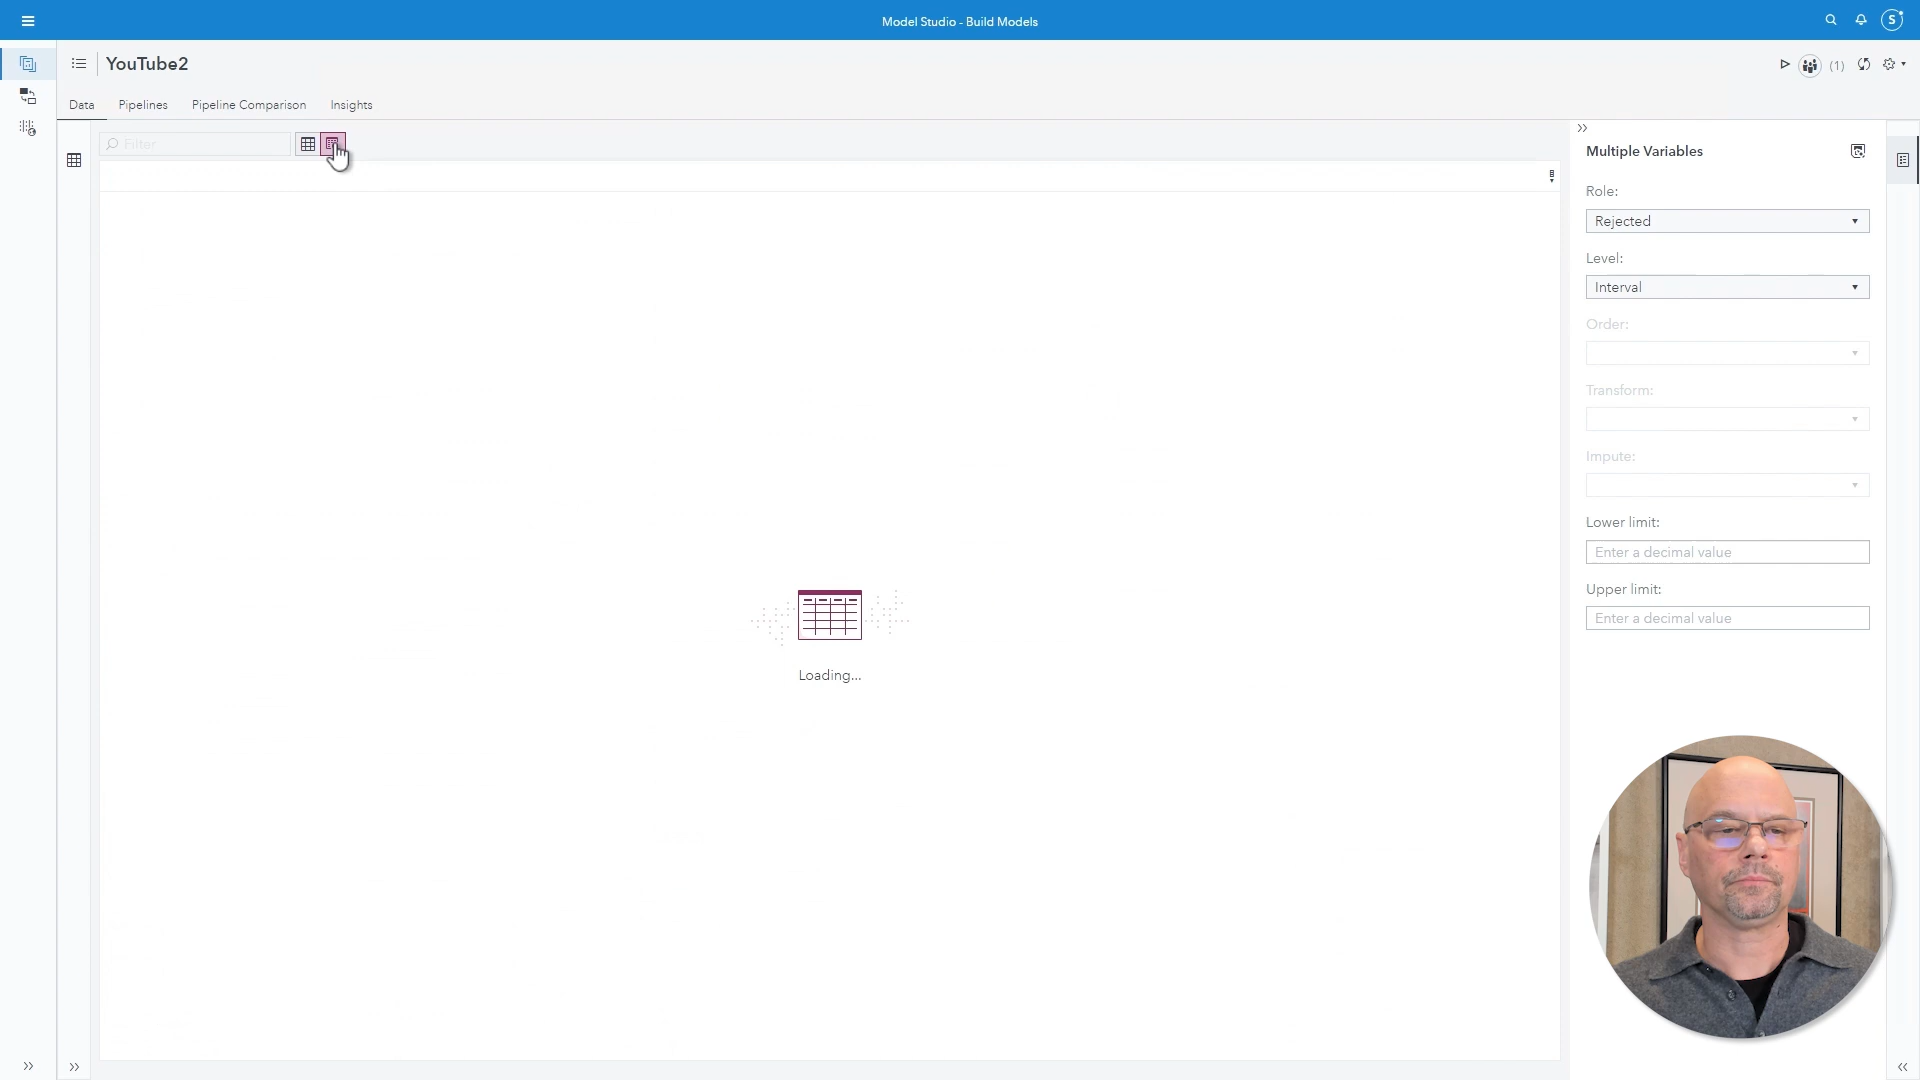 Model Studio - Build Models
S
YouTube2
(1)
Data
Pipelines
Pipeline Comparison
Insights
Filter
Multiple Variables
Role:
Rejected
Level:
Interval
Order:
Transform:
Impute:
Lower limit:
Enter a decimal value
Upper limit:
Enter a decimal value
Loading...